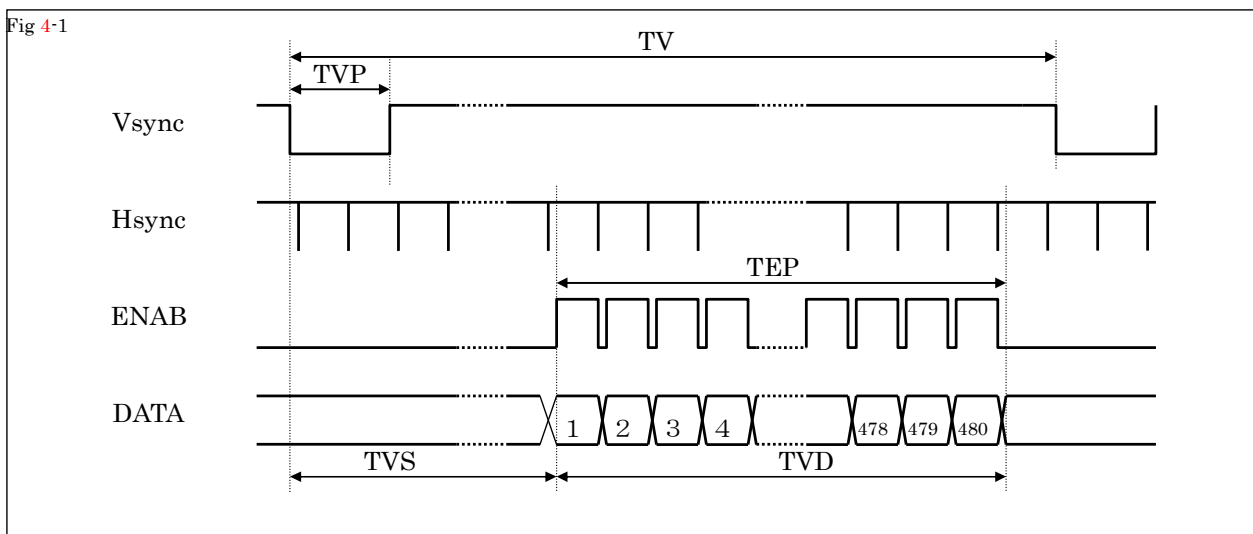 Fig 4-1
TV
TVP
Vsync
Hsync
TEP
ENAB
DATA
1 2 3 4 478 479 480
TVS TVD